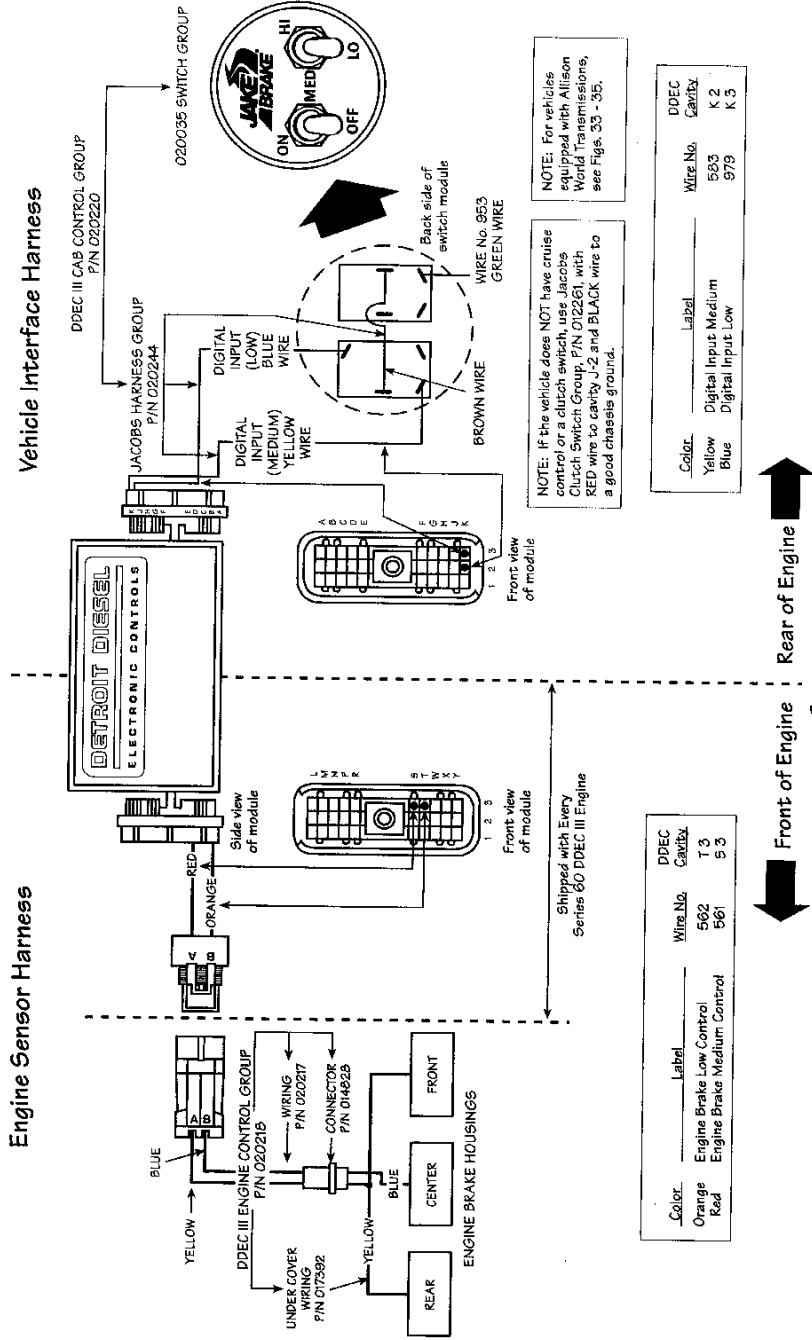 Engine Sensor Harness
Vehicle Interface Harness
YELLOW
BLUE
A B
DDEC III ENGINE CONTROL GROUP
P/N 020218
UNDER COVER
WIRING
P/N 017392
WIRING
P/N 020217
CONNECTOR
P/N 014828
YELLOW
BLUE
REAR
CENTER
FRONT
ENGINE BRAKE HOUSINGS
A
B
RED
ORANGE
Side view
of module
DETROIT DIESEL
ELECTRONIC CONTROLS
L
M
N
P
R
S
T
W
X
Y
1 2 3
Front view
of module
Shipped with Every
Series 60 DDEC III Engine
DDEC III CAB CONTROL GROUP
P/N 020220
JACOBS HARNESS GROUP
P/N 020244
020035 SWITCH GROUP
K J H G F E D C B A
DIGITAL
INPUT
(MEDIUM)
YELLOW
WIRE
DIGITAL
INPUT
(LOW)
BLUE
WIRE
JAKE
BRAKE
ON
OFF
MED
HI
LO
A
B
C
D
E
F
G
H
J
K
1 2 3
Front view
of module
BROWN WIRE
WIRE No. 953
GREEN WIRE
Back side of
switch module
NOTE: If the vehicle does NOT have cruise
control or a clutch switch, use Jacobs
Clutch Switch Group, P/N 012261, with
RED wire to cavity J-2 and BLACK wire to
a good chassis ground.
NOTE: For vehicles
equipped with Allison
World Transmissions,
see Figs. 33 - 35.
Color Label Wire No. DDEC Cavity
Orange Engine Brake Low Control 562 T 3
Red Engine Brake Medium Control 561 S 3
Color Label Wire No. DDEC Cavity
Yellow Digital Input Medium 583 K 2
Blue Digital Input Low 979 K 3
Front of Engine
Rear of Engine